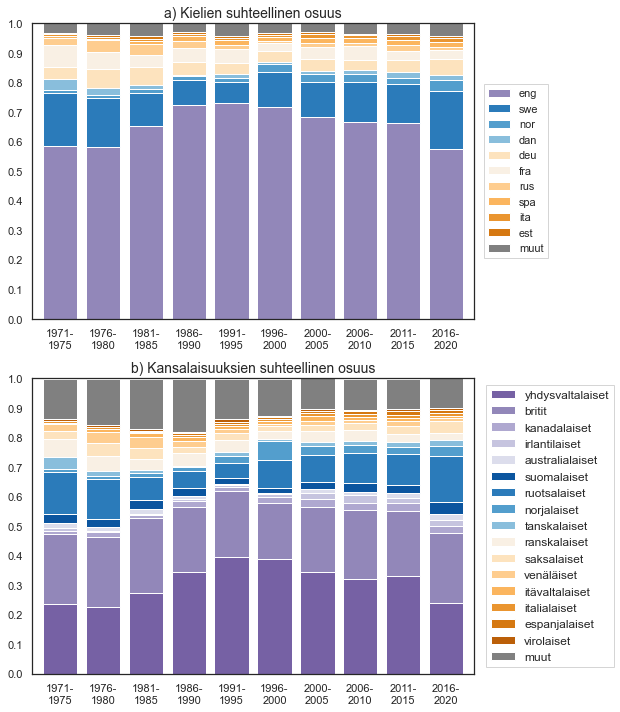 a) Kielien suhteellinen osuus
1.0
0.9
0.8
0.7
0.6
0.5
0.4
0.3
0.2
0.1
0.0
1971-
1975
1976-
1980
1981-
1985
1986-
1990
1991-
1995
1996-
2000
2000-
2005
2006-
2010
2011-
2015
2016-
2020
eng
swe
nor
dan
deu
fra
rus
spa
ita
est
muut
b) Kansalaisuuksien suhteellinen osuus
1.0
0.9
0.8
0.7
0.6
0.5
0.4
0.3
0.2
0.1
0.0
1971-
1975
1976-
1980
1981-
1985
1986-
1990
1991-
1995
1996-
2000
2000-
2005
2006-
2010
2011-
2015
2016-
2020
yhdysvaltalaiset
britit
kanadalaiset
irlantilaiset
australialaiset
suomalaiset
ruotsalaiset
norjalaiset
tanskalaiset
ranskalaiset
saksalaiset
venäläiset
itävaltalaiset
italialaiset
espanjalaiset
virolaiset
muut